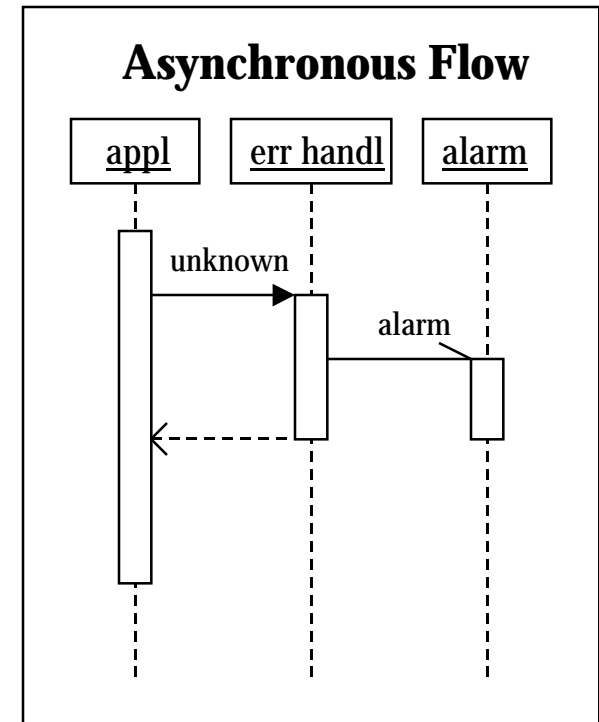 Asynchronous Flow
appl
err handl
alarm
unknown
alarm